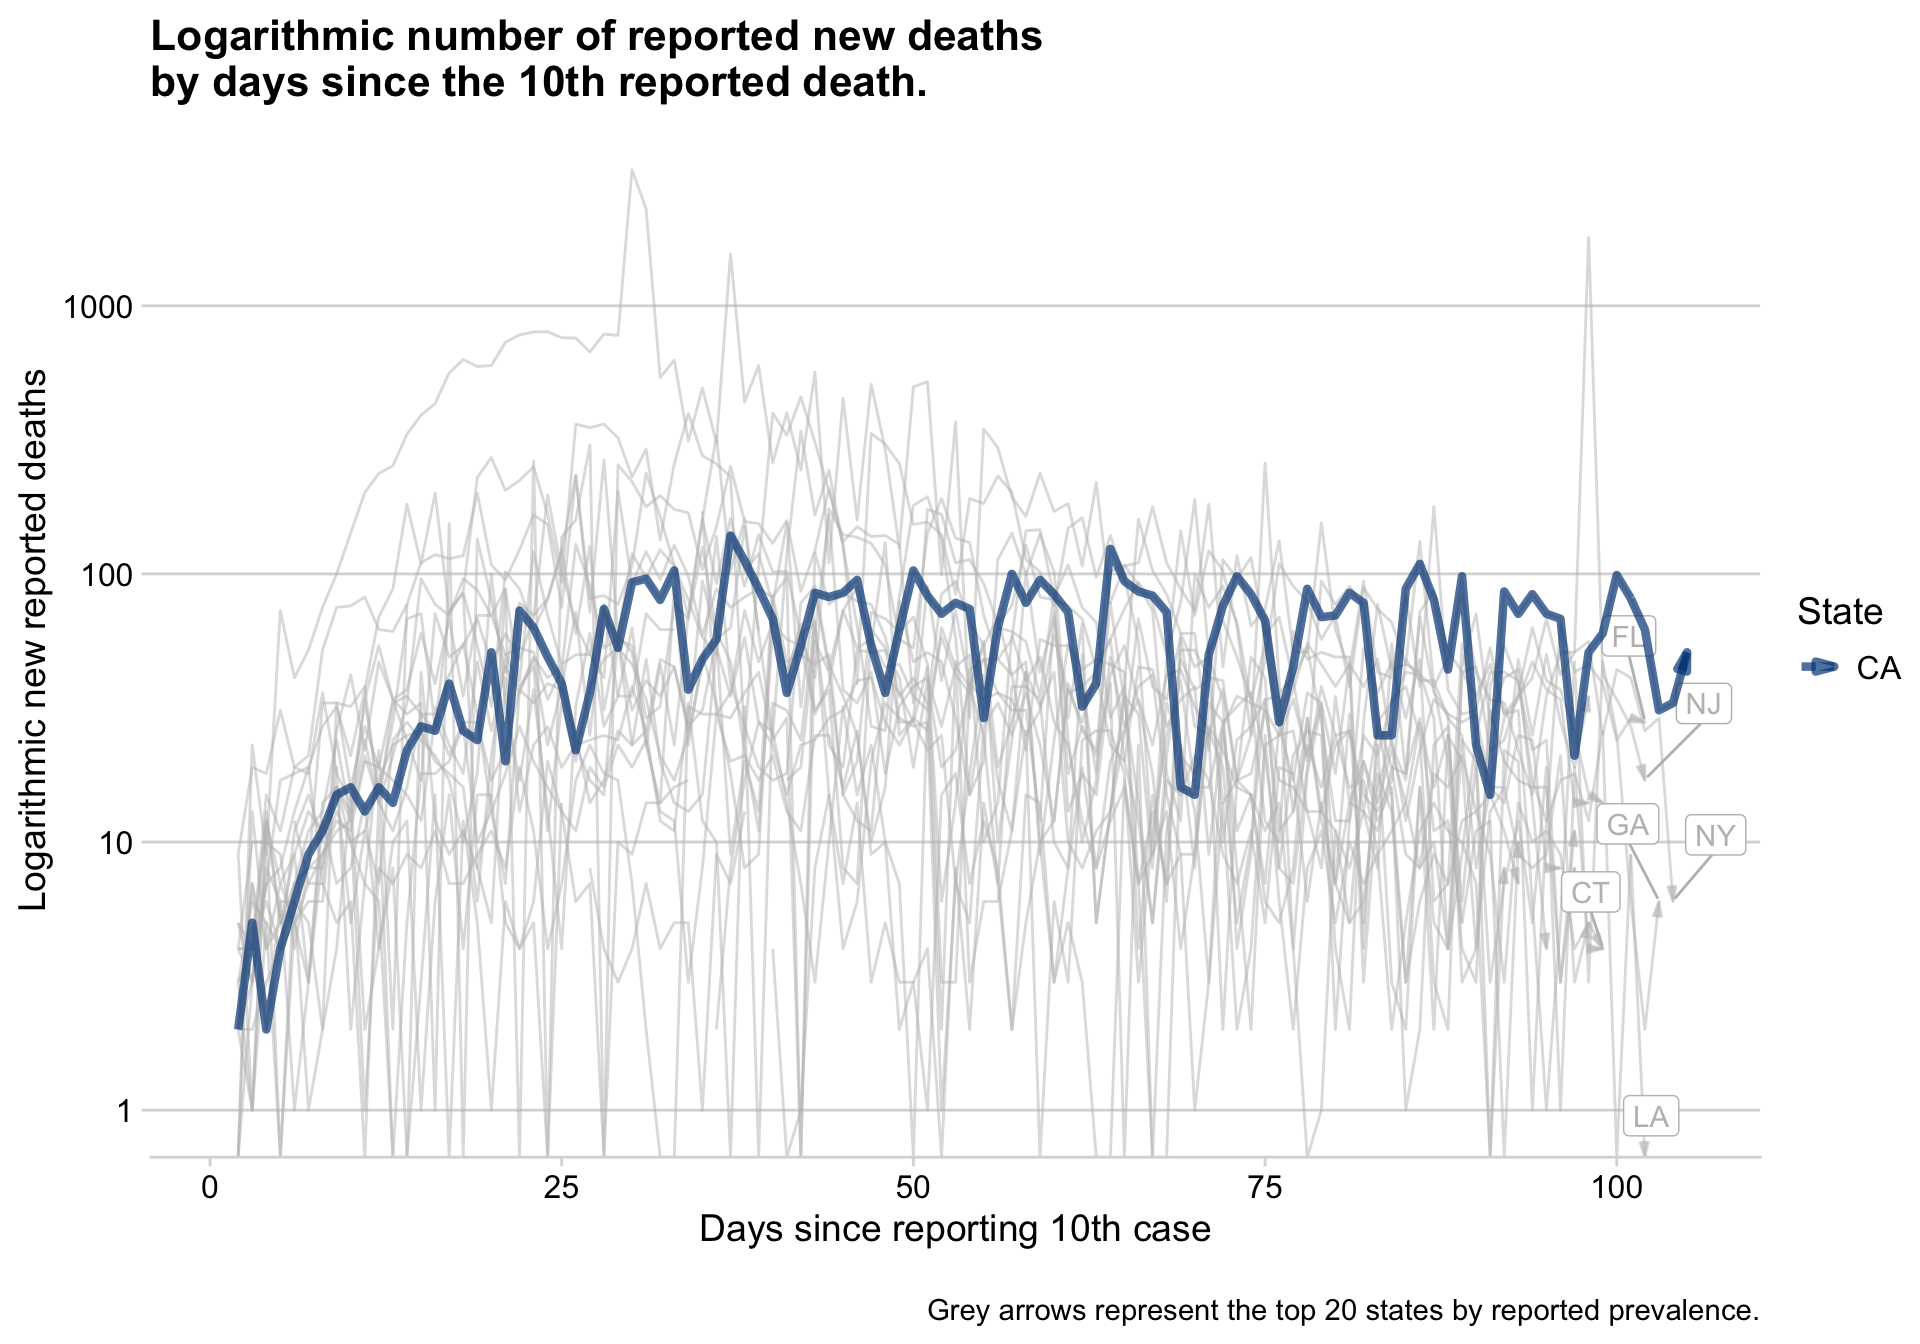 Logarithmic number of reported new deaths
by days since the 10th reported death.
Logarithmic new reported deaths
1000
100
10
1
FL
NJ
GA
NY
CT
LA
State
CA
0
25
50
75
100
Days since reporting 10th case
Grey arrows represent the top 20 states by reported prevalence.